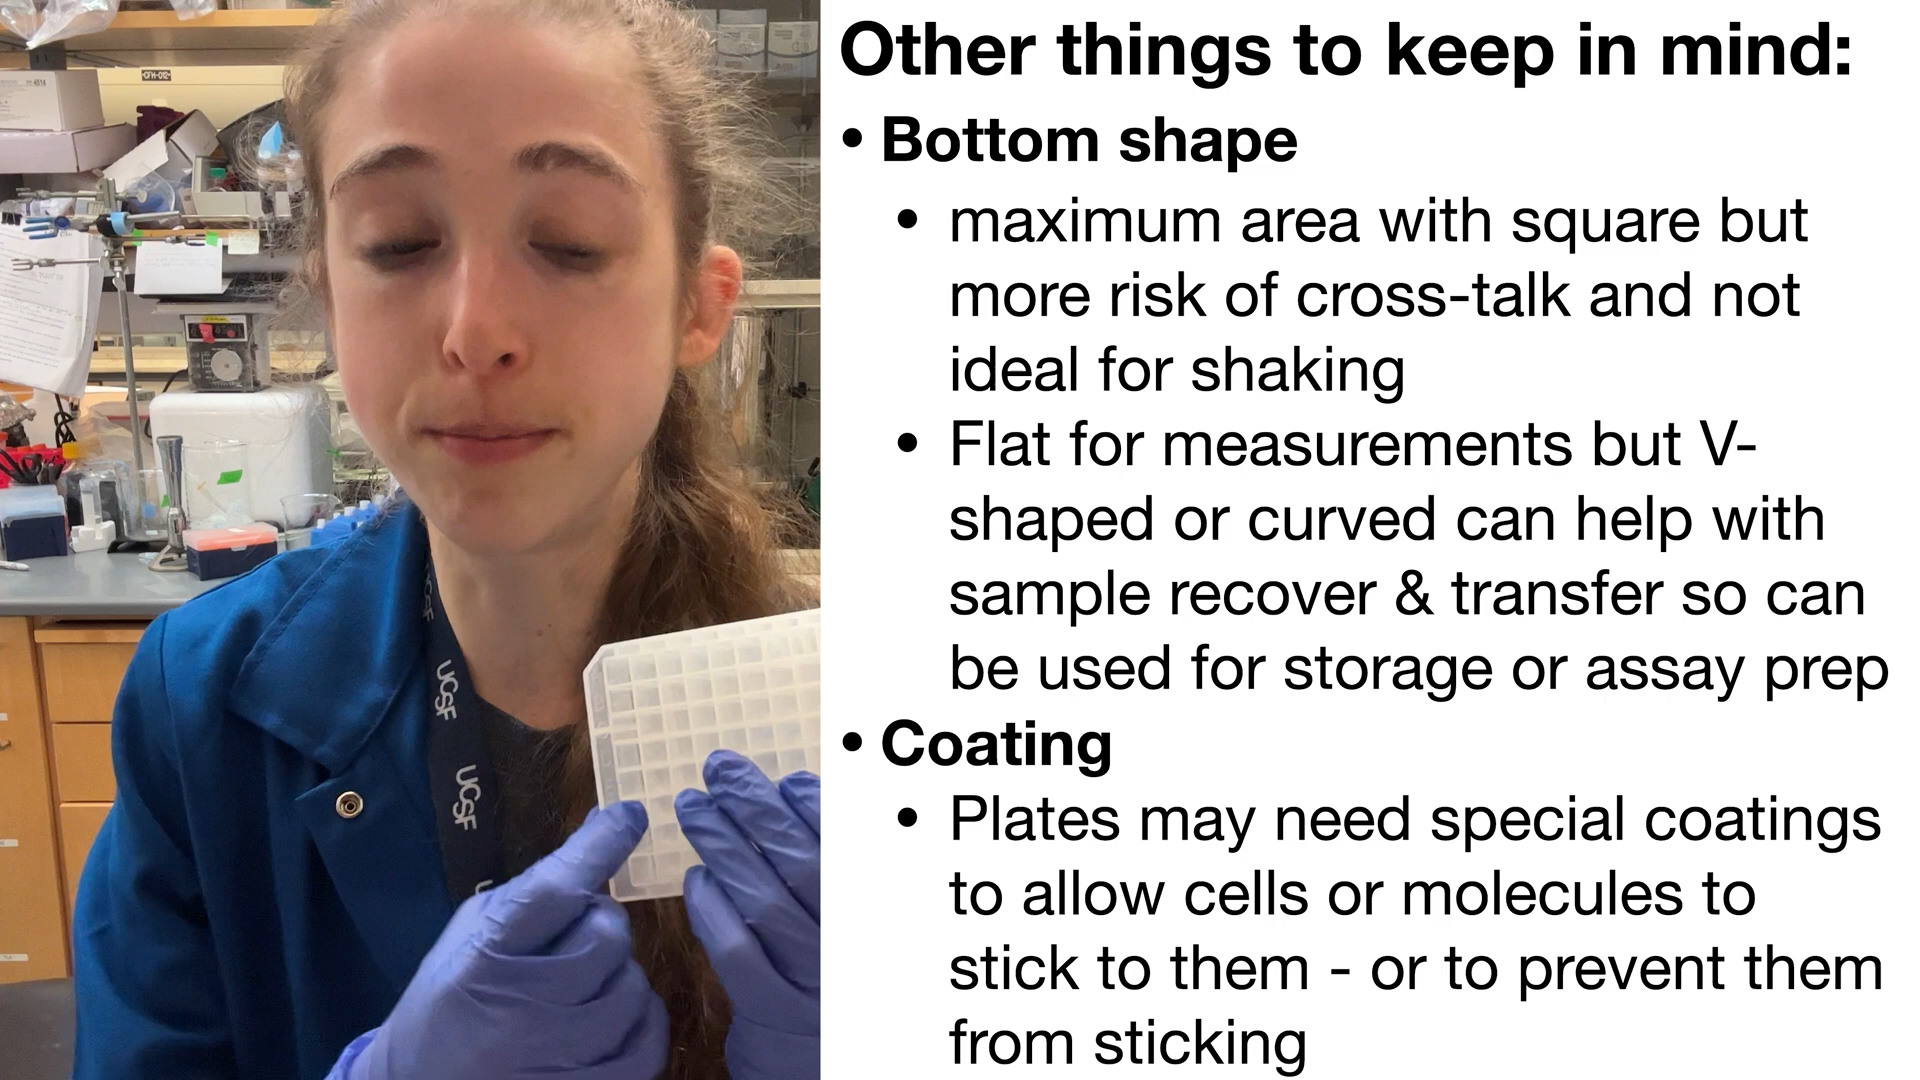 Other things to keep in mind:
• Bottom shape
• maximum area with square but
more risk of cross-talk and not
ideal for shaking
• Flat for measurements but V-
shaped or curved can help with
sample recover & transfer so can
be used for storage or assay prep
• Coating
• Plates may need special coatings
to allow cells or molecules to
stick to them - or to prevent them
from sticking
CFH-012
UCSF
UCSF